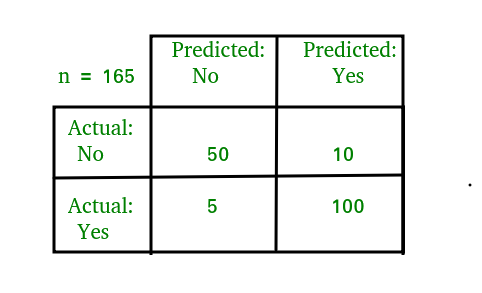 Predicted: Predicted:
n = 165 No Yes
Actual:
No 50 10
Actual: 5 100
Yes